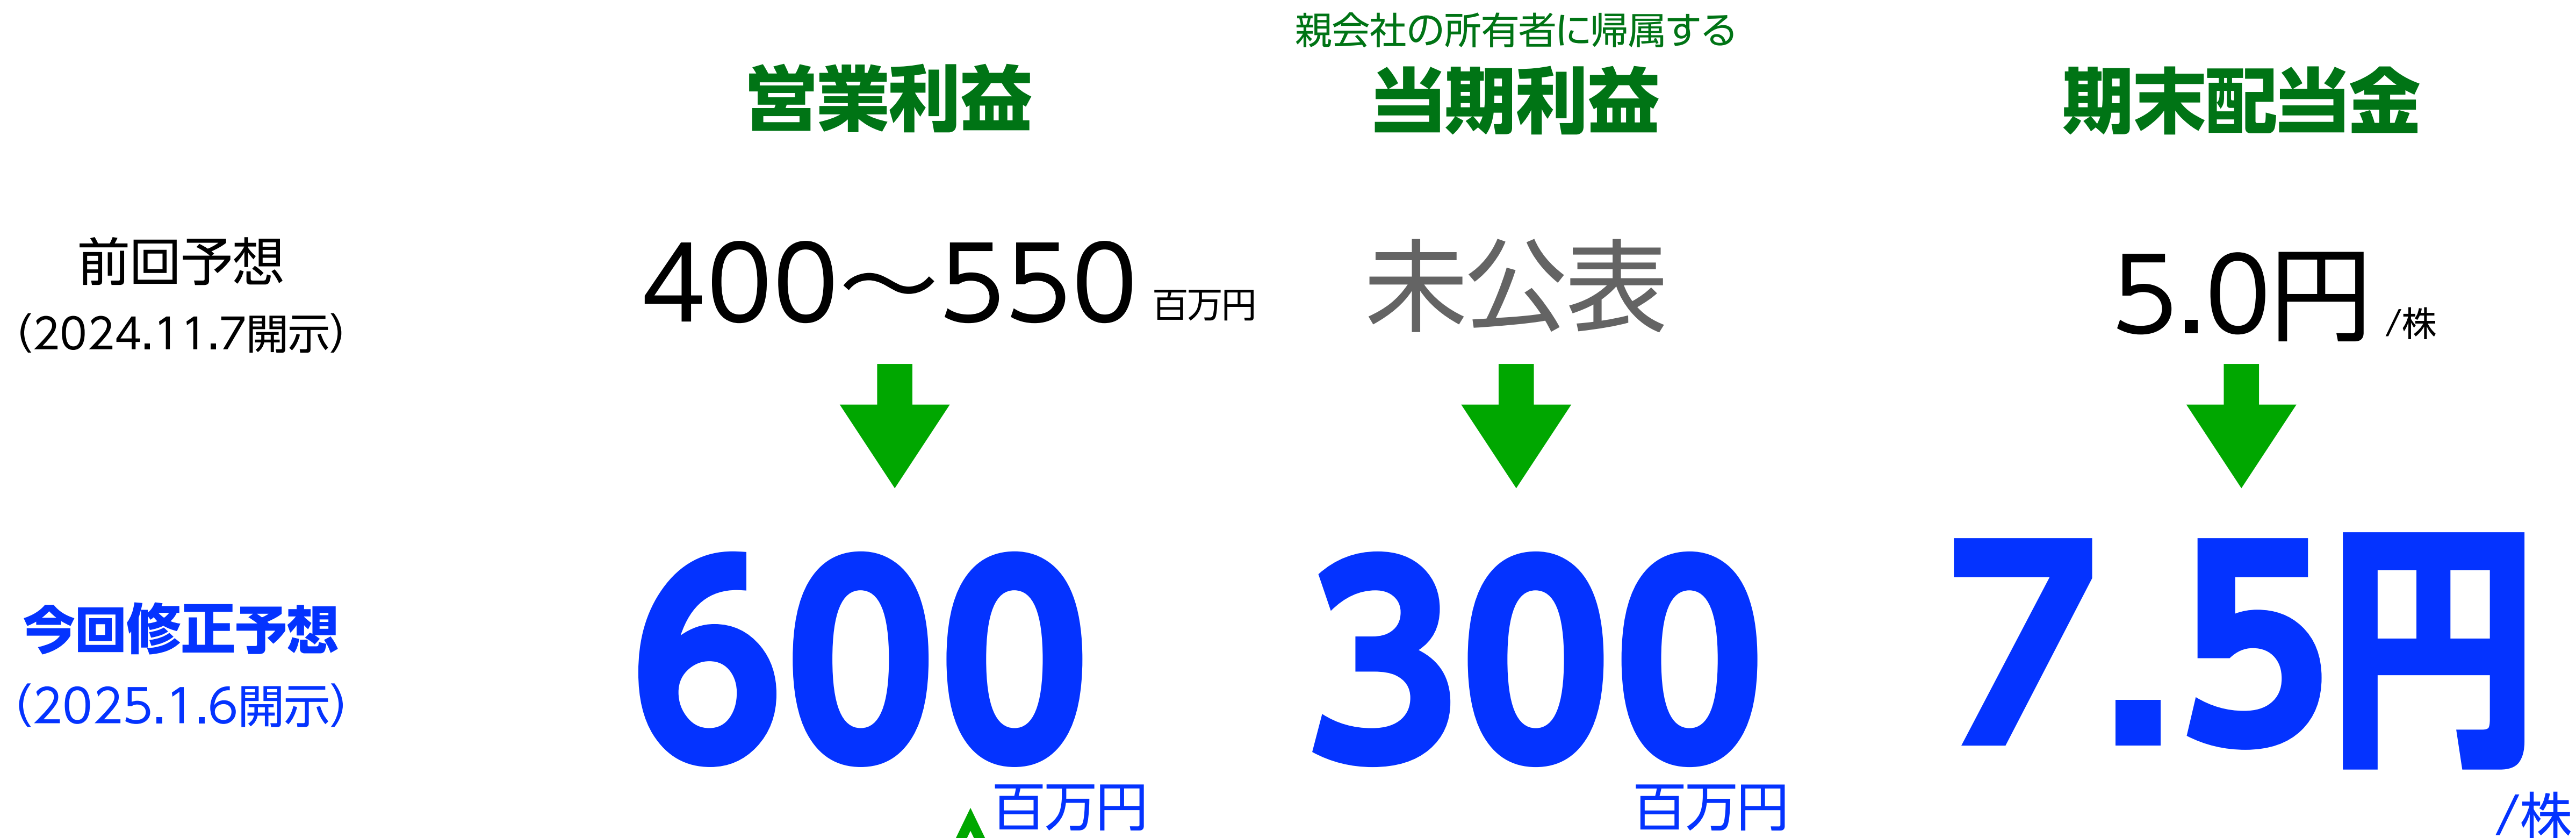 親会社の所有者に帰属する
営業利益 当期利益 期末配当金
前回予想
（2024.11.7開示）
400～550 百万円 未公表 5.0円 /株
今回修正予想
（2025.1.6開示）
600 百万円 300 百万円 7.5円 /株